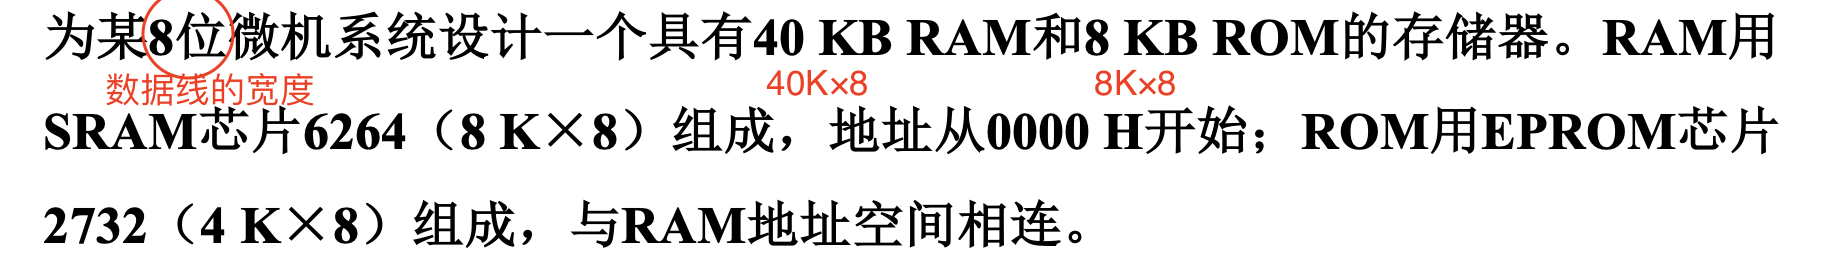 为某8位微机系统设计一个具有40 KB RAM和8 KB ROM的存储器。RAM用
数据线的宽度 40K×8 8K×8
SRAM芯片6264（8 K×8）组成，地址从0000 H开始；ROM用EPROM芯片
2732（4 K×8）组成，与RAM地址空间相连。